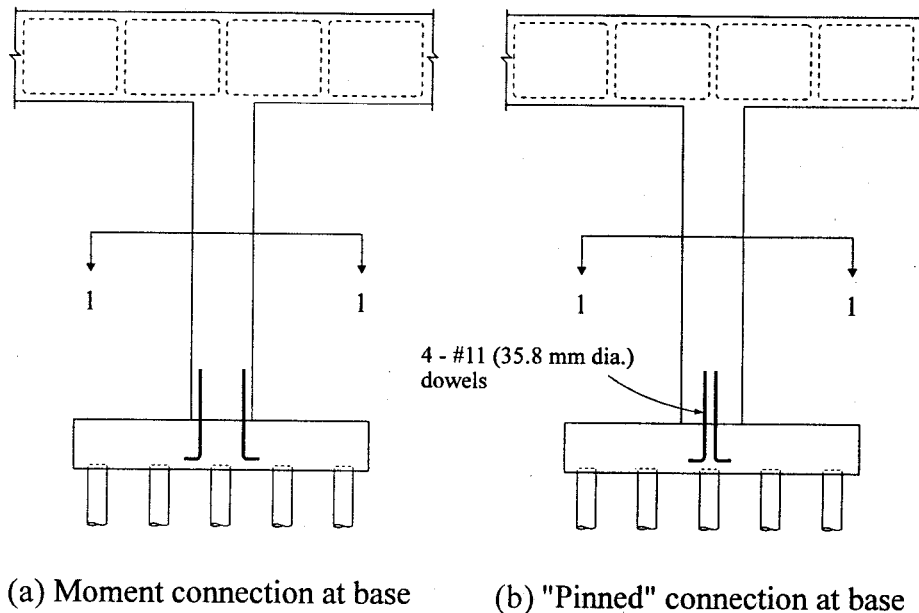 1
1
1
1
4 - #11 (35.8 mm dia.)
dowels
(a) Moment connection at base
(b) "Pinned" connection at base